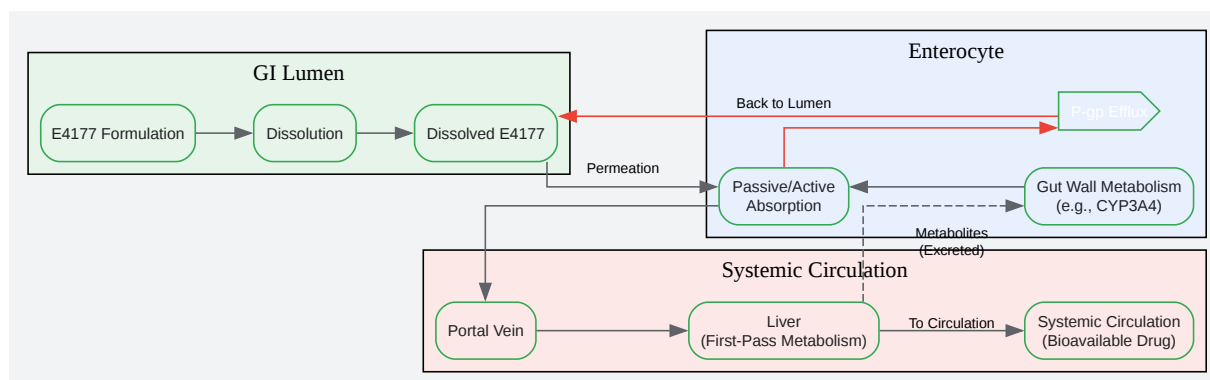 GI Lumen
E4177 Formulation
Dissolution
Dissolved E4177
Enterocyte
Back to Lumen
P-gp Efflux
Permeation
Passive/Active
Absorption
Gut Wall Metabolism
(e.g., CYP3A4)
Metabolites
(Excreted)
Systemic Circulation
Portal Vein
Liver
(First-Pass Metabolism)
To Circulation
Systemic Circulation
(Bioavailable Drug)